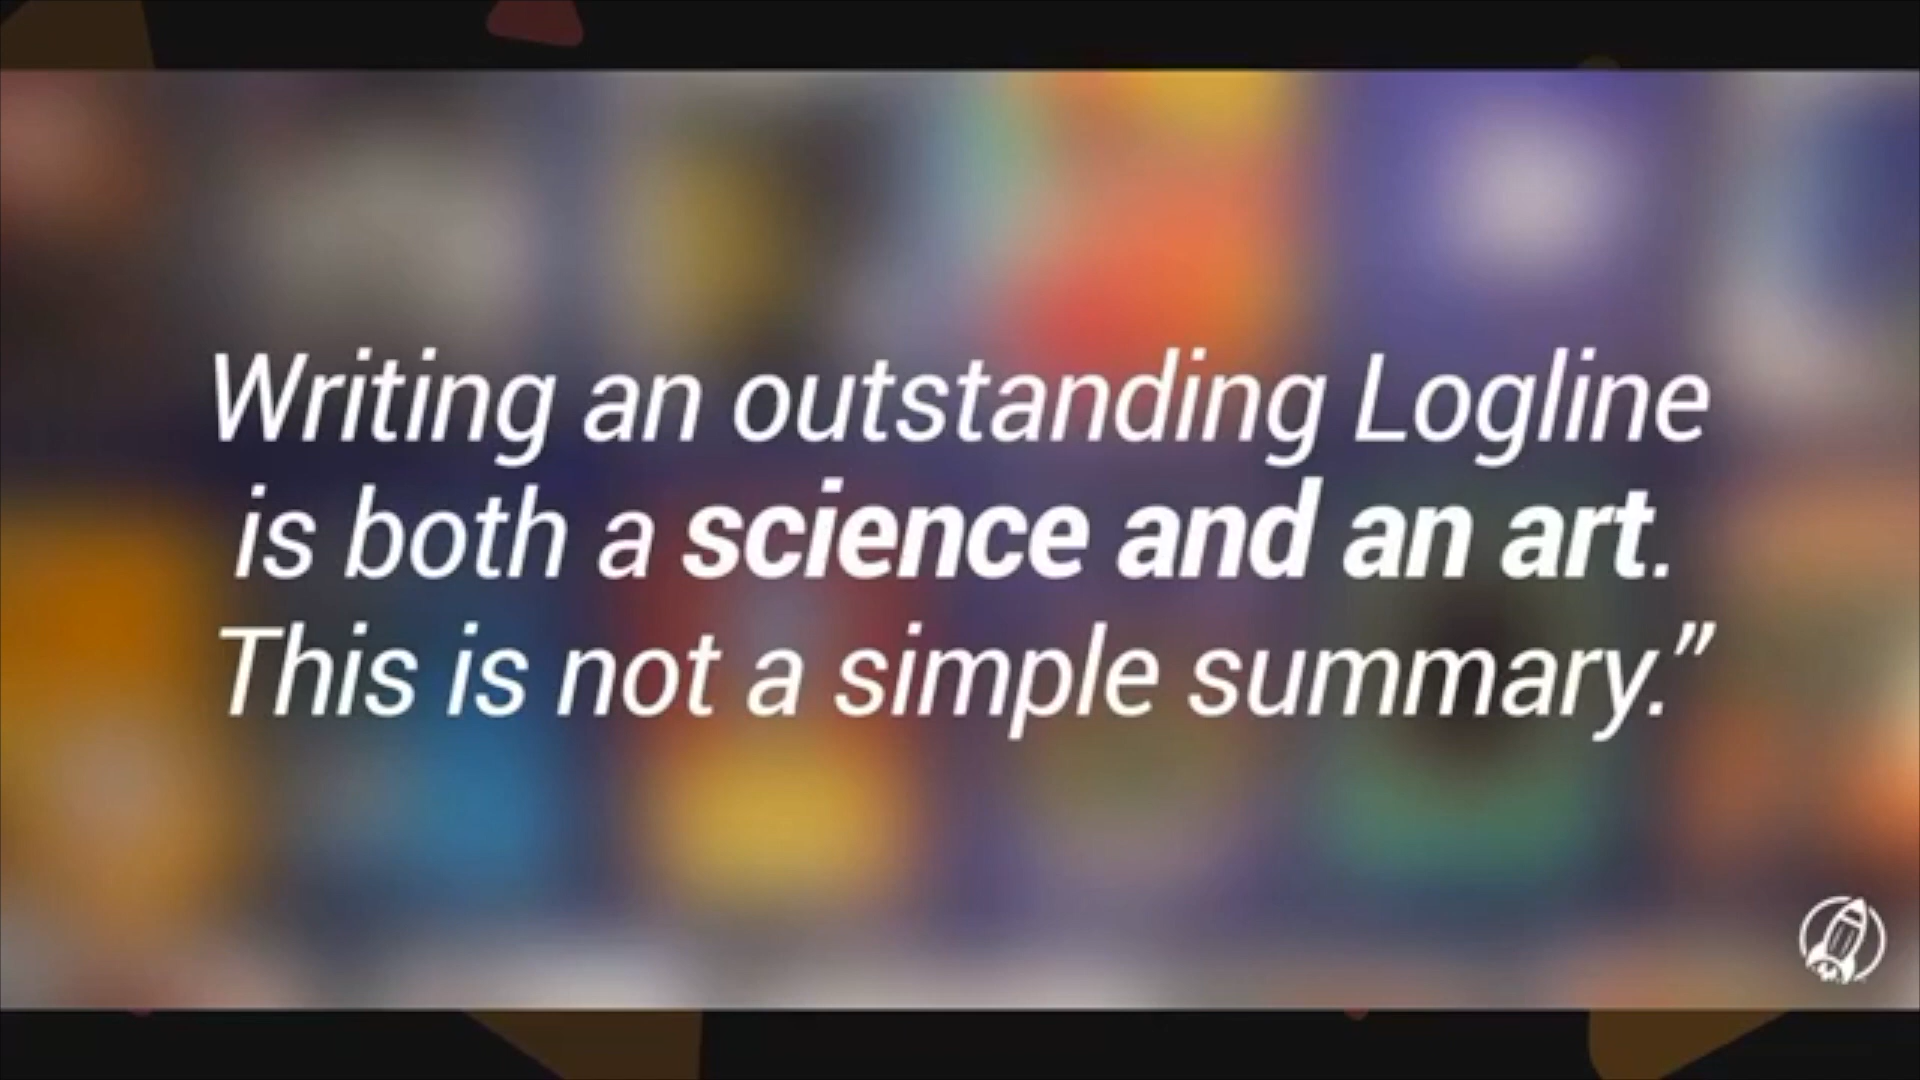 Writing an outstanding Logline
is both a science and an art.
This is not a simple summary.”